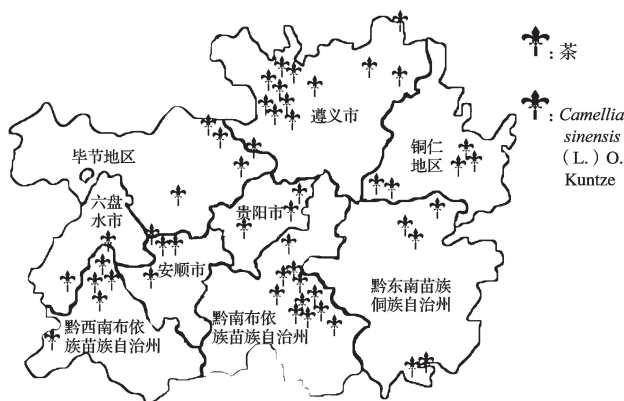 : 茶
: Camellia
sinensis
(L.) O.
Kuntze
遵义市
铜仁
地区
毕节地区
六盘
水市
贵阳市
安顺市
黔东南苗族
侗族自治州
黔西南布依
族苗族自治州
黔南布依
族苗族自治州